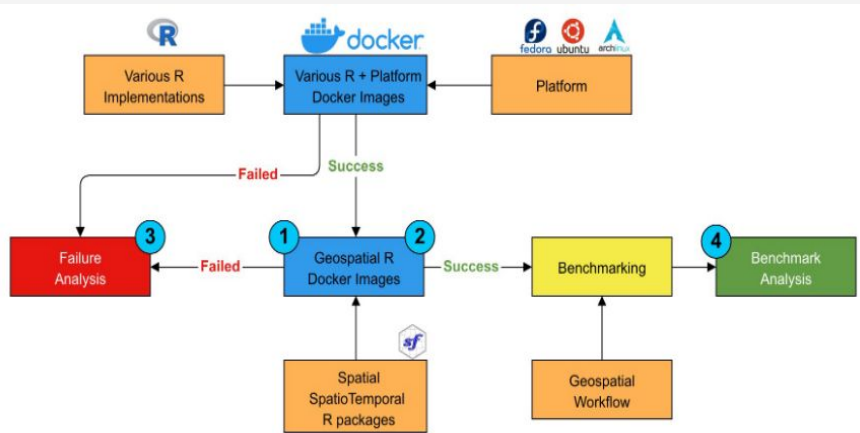 R
docker
fedora
ubuntu
archlinux
Various R
Implementations
Various R + Platform
Docker Images
Platform
Failed
Success
3
1
2
4
Failure
Analysis
Failed
Geospatial R
Docker Images
Success
Benchmarking
Benchmark
Analysis
sf
Spatial
SpatioTemporal
R packages
Geospatial
Workflow